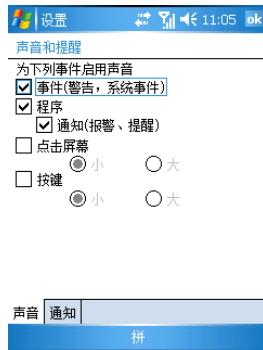 设置 11:05 ok
声音和提醒
为下列事件启用声音
事件(警告，系统事件)
程序
通知(报警、提醒)
点击屏幕
小 大
按键
小 大
声音 通知
拼